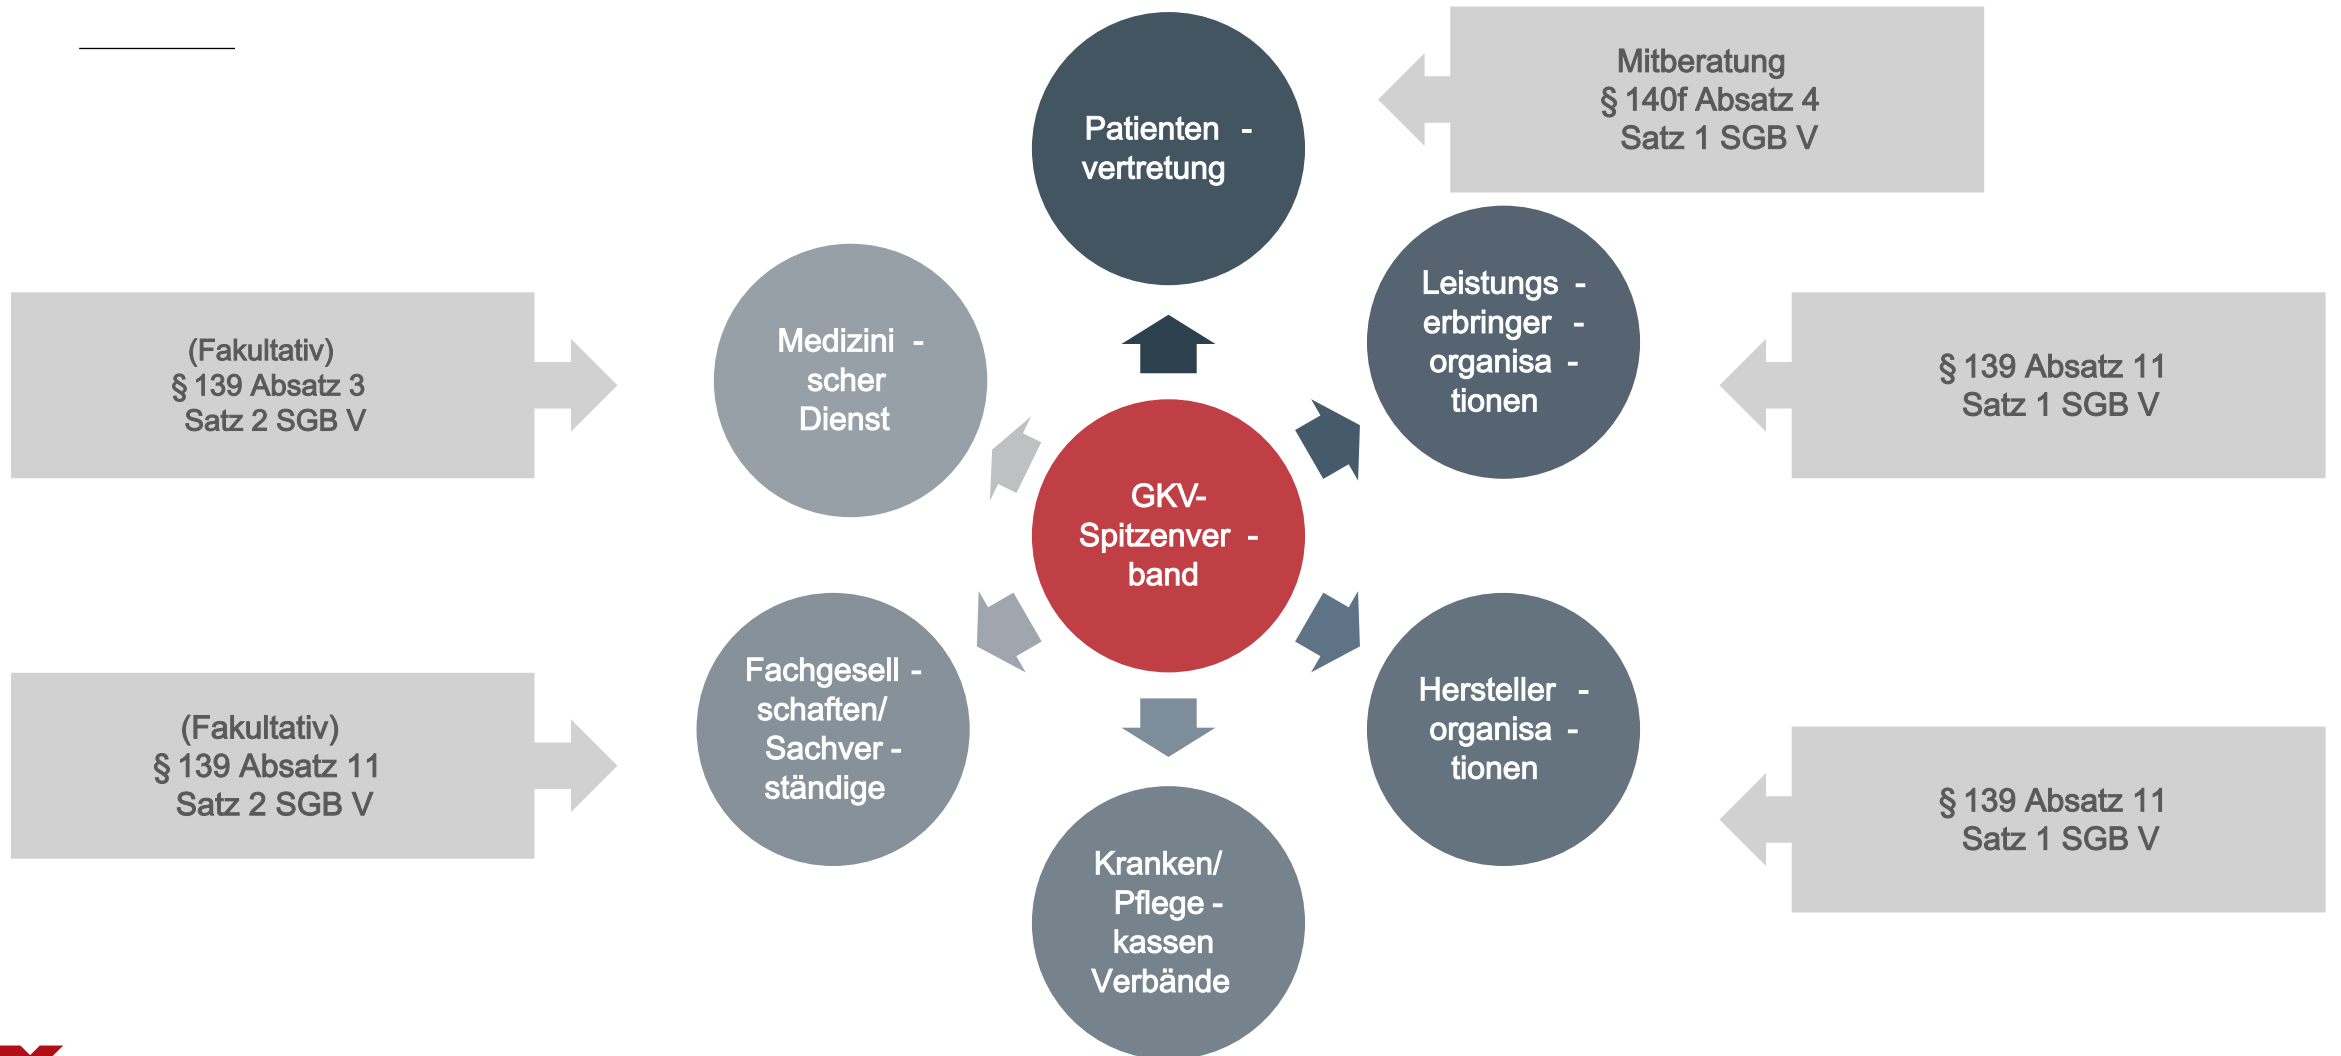 Mitberatung
§ 140f Absatz 4
Satz 1 SGB V
Patienten -
vertretung
Leistungs -
erbringer -
organisa -
tionen
§ 139 Absatz 11
Satz 1 SGB V
(Fakultativ)
§ 139 Absatz 3
Satz 2 SGB V
Medizini -
scher
Dienst
GKV-
Spitzenver -
band
(Fakultativ)
§ 139 Absatz 11
Satz 2 SGB V
Fachgesell -
schaften/
Sachver -
ständige
Hersteller -
organisa -
tionen
§ 139 Absatz 11
Satz 1 SGB V
Kranken/
Pflege -
kassen
Verbände